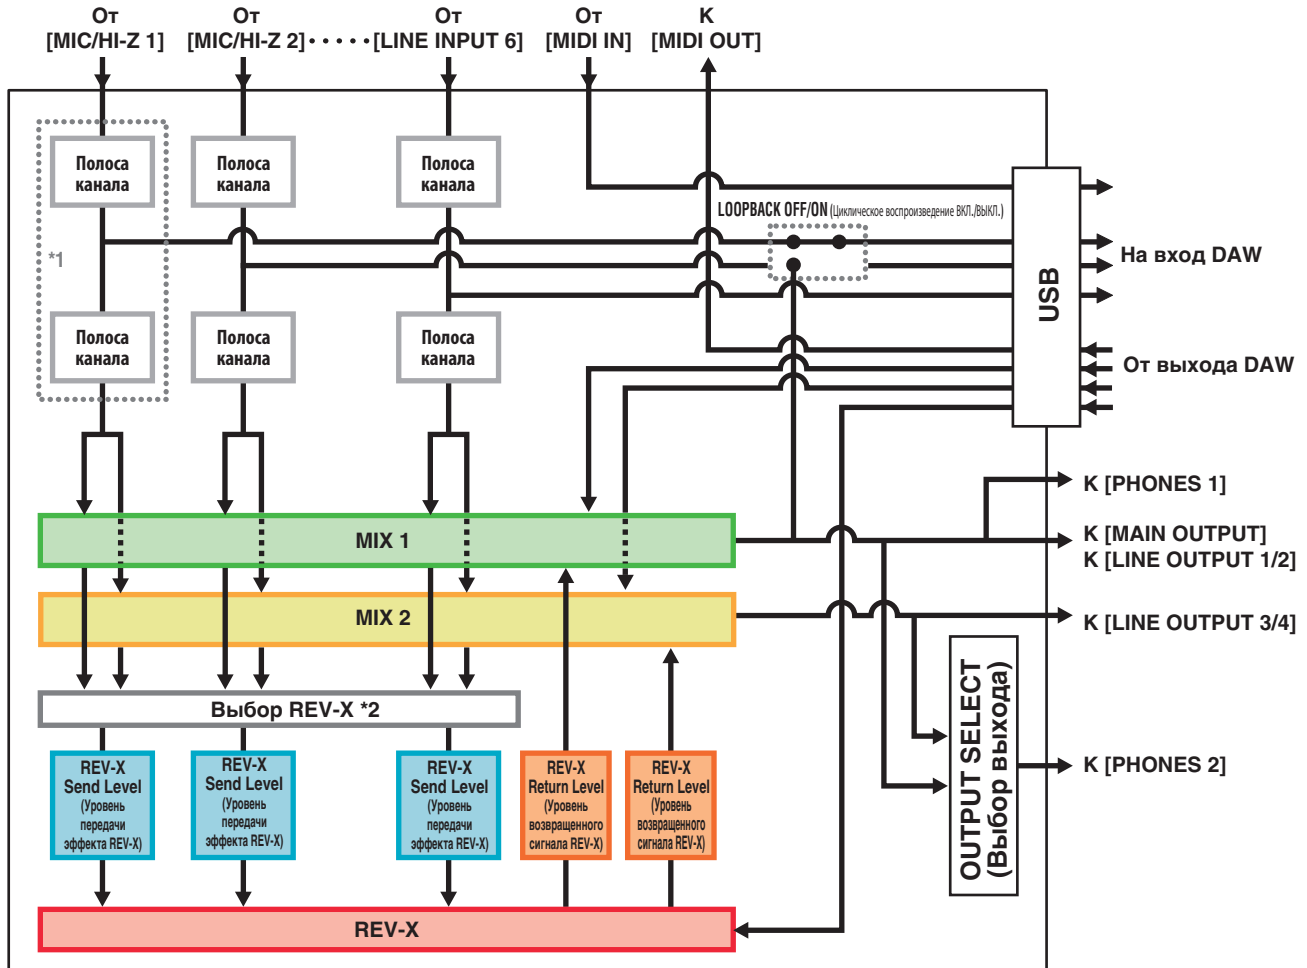 От
[MIC/HI-Z 1]
От
[MIC/HI-Z 2]
От
[LINE INPUT 6]
От
[MIDI IN]
К
[MIDI OUT]
Полоса
канала
Полоса
канала
Полоса
канала
LOOPBACK OFF/ON (Циклическое воспроизведение ВКЛ./ВЫКЛ.)
*1
USB
На вход DAW
Полоса
канала
Полоса
канала
Полоса
канала
От выхода DAW
К [PHONES 1]
MIX 1
К [MAIN OUTPUT]
К [LINE OUTPUT 1/2]
MIX 2
К [LINE OUTPUT 3/4]
Выбор REV-X *2
OUTPUT SELECT
(Выбор выхода)
К [PHONES 2]
REV-X
Send Level
(Уровень
передачи
эффекта REV-X)
REV-X
Send Level
(Уровень
передачи
эффекта REV-X)
REV-X
Send Level
(Уровень
передачи
эффекта REV-X)
REV-X
Return Level
(Уровень
возвращенного
сигнала REV-X)
REV-X
Return Level
(Уровень
возвращенного
сигнала REV-X)
REV-X